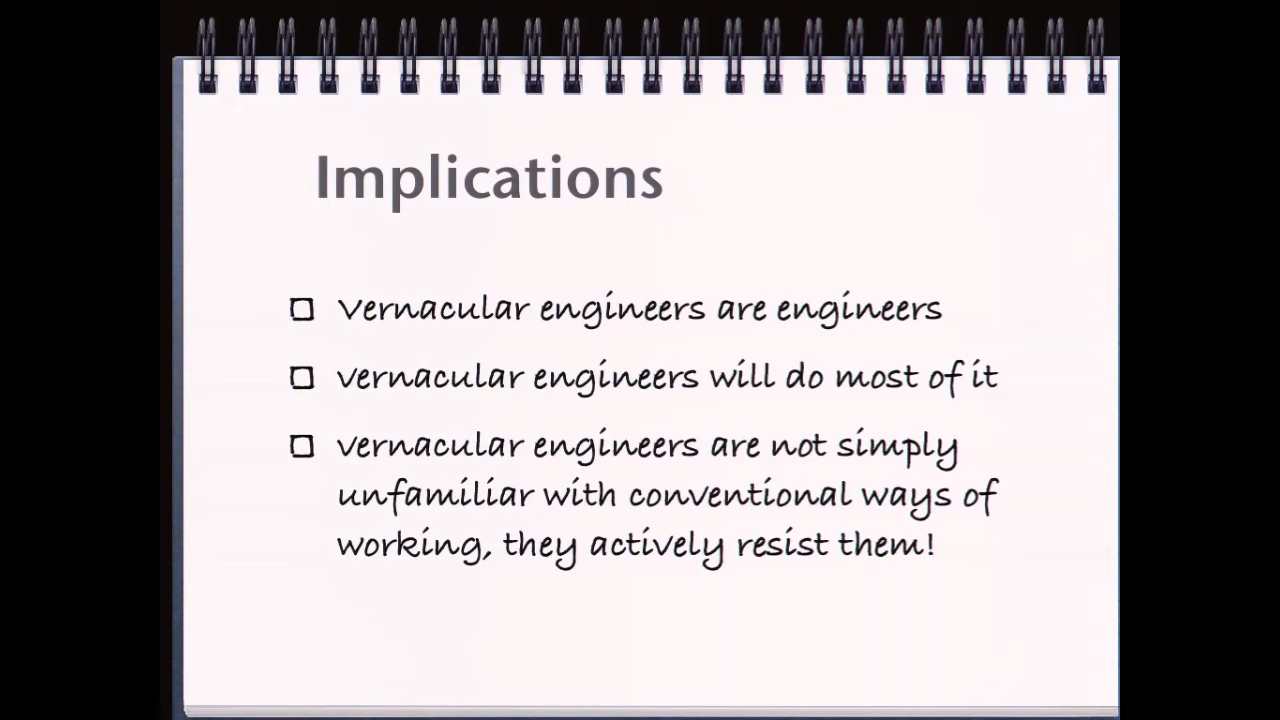 Implications
Vernacular engineers are engineers
vernacular engineers will do most of it
vernacular engineers are not simply
unfamiliar with conventional ways of
working, they actively resist them!